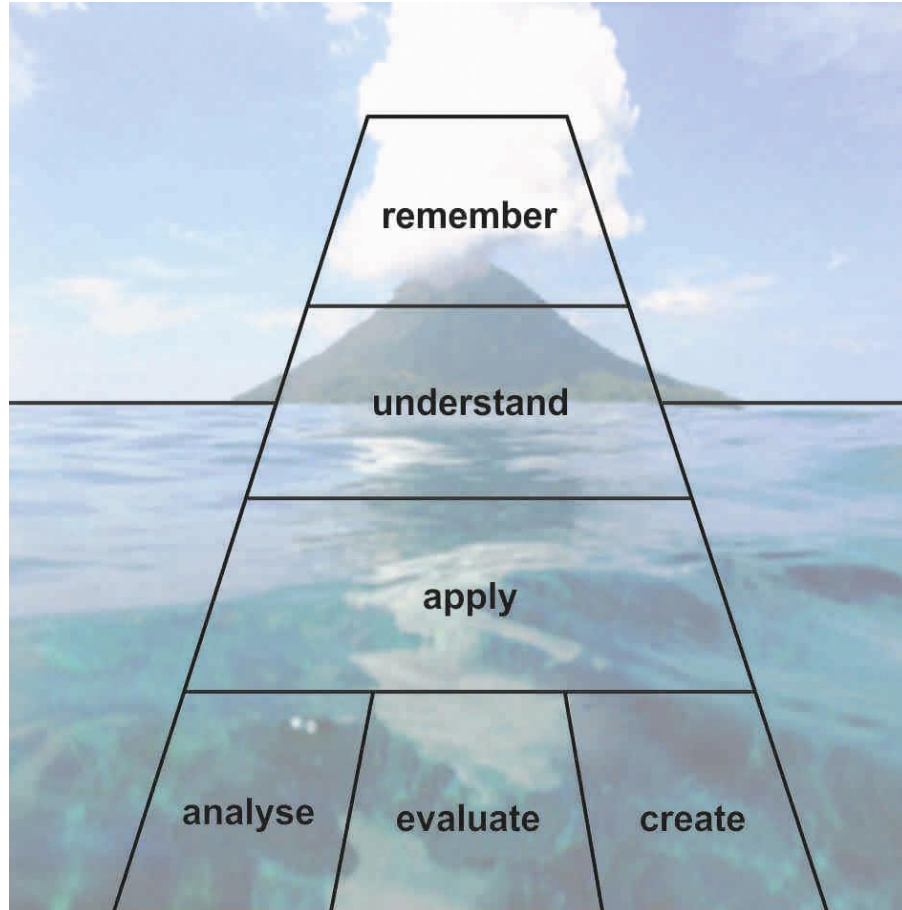 remember
understand
apply
analyse
evaluate
create